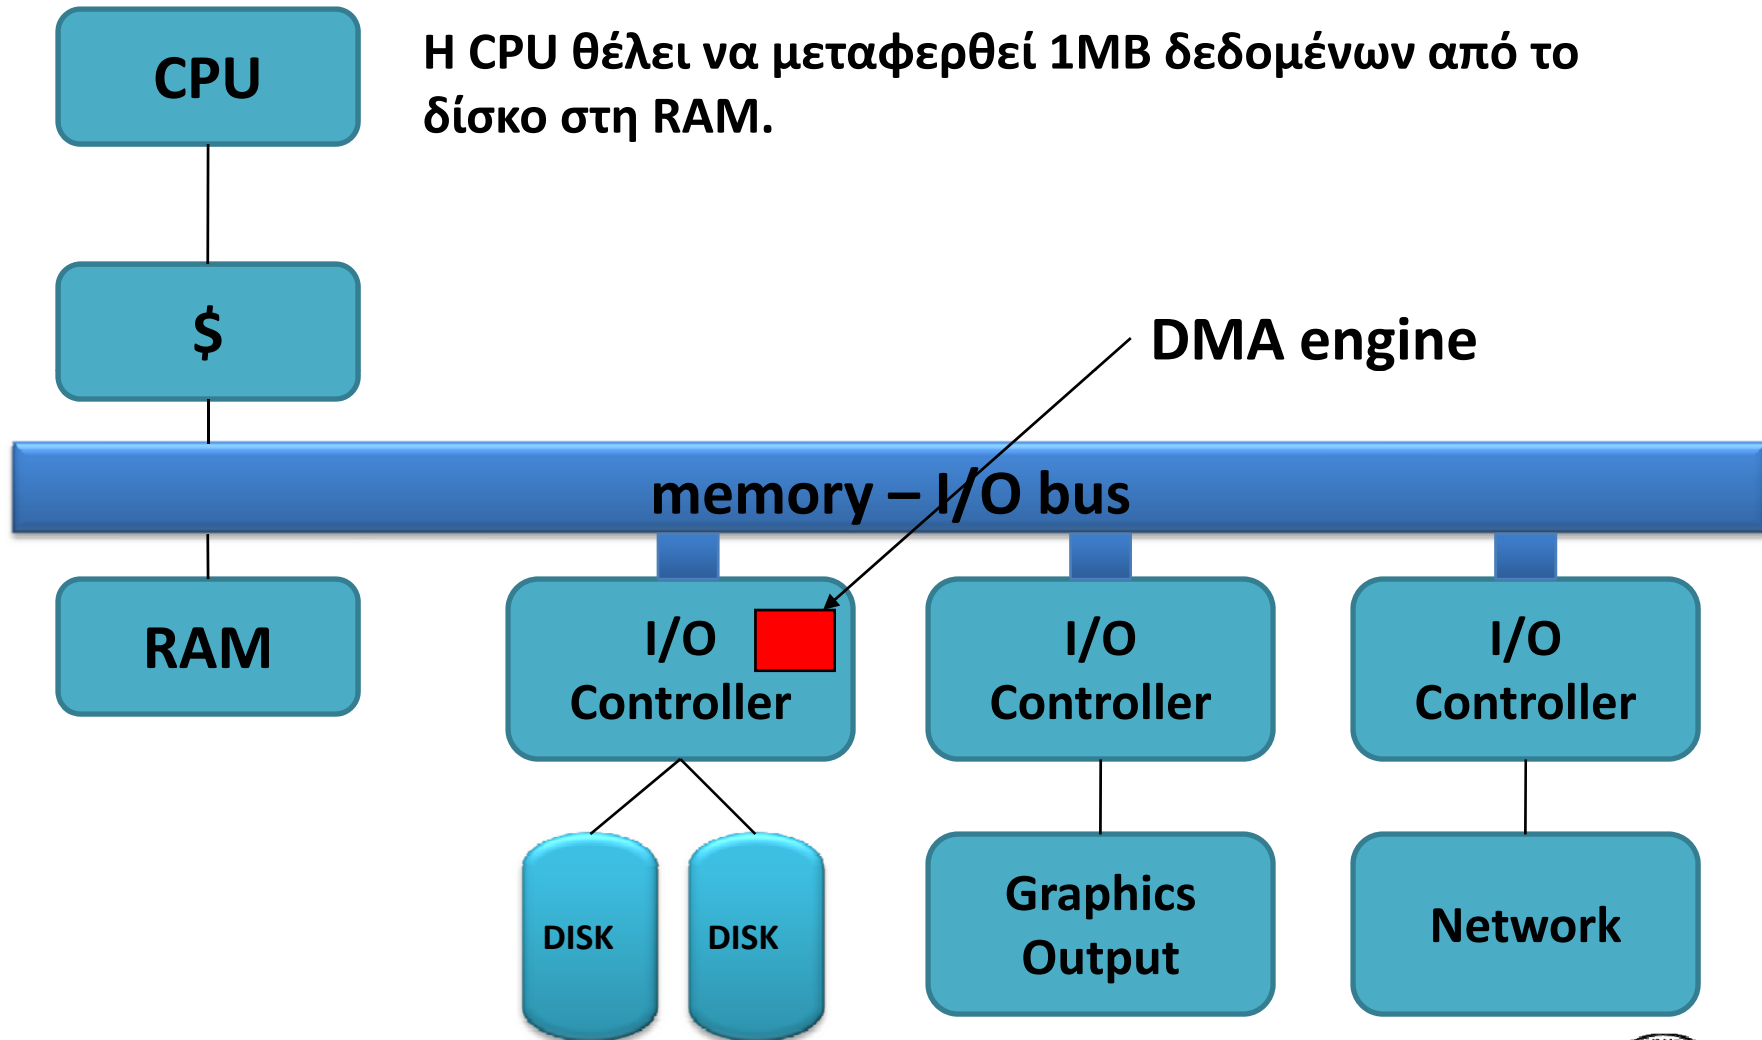 CPU
Η CPU θέλει να μεταφερθεί 1MB δεδομένων από το
δίσκο στη RAM.
$
DMA engine
memory – I/O bus
RAM
I/O
Controller
I/O
Controller
I/O
Controller
DISK
DISK
Graphics
Output
Network